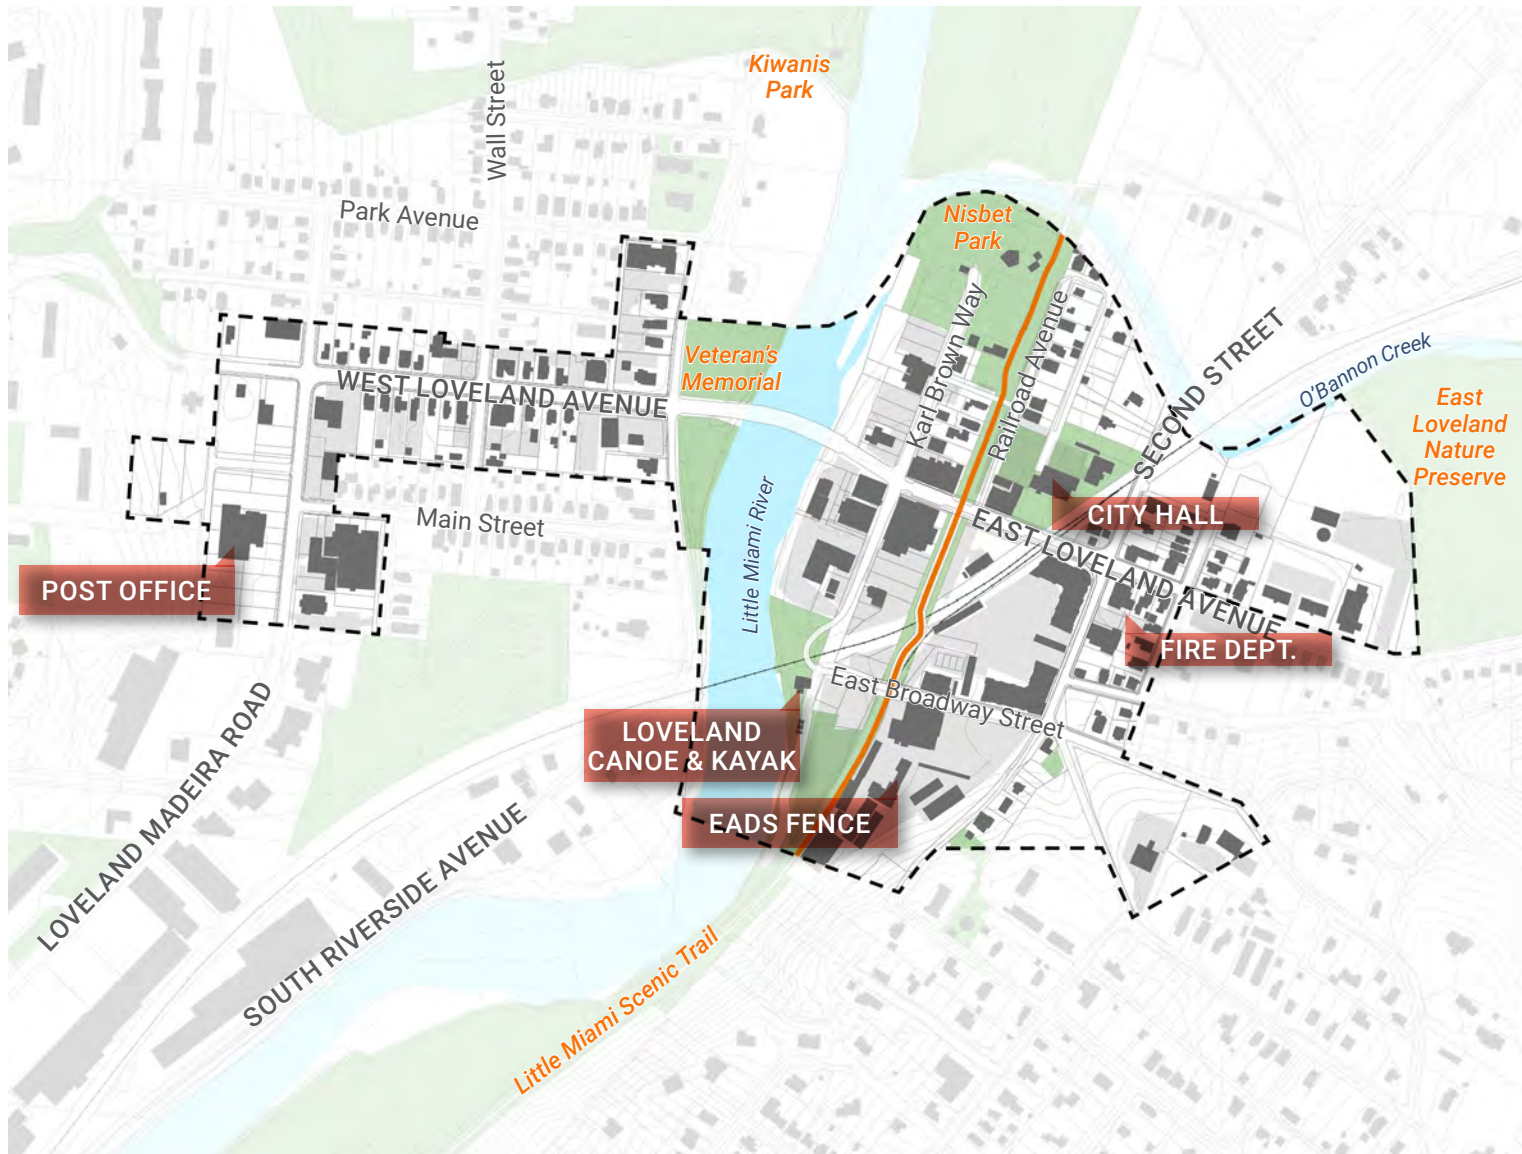 Kiwanis
Park
Wall Street
Park Avenue
Nisbet
Park
Karl Brown Way
Railroad Avenue
SECOND STREET
O'Bannon Creek
Veteran's
Memorial
WEST LOVELAND AVENUE
East
Loveland
Nature
Preserve
Main Street
Little Miami River
CITY HALL
EAST LOVELAND AVENUE
POST OFFICE
FIRE DEPT.
East Broadway Street
LOVELAND
CANOE & KAYAK
EADS FENCE
LOVELAND MADEIRA ROAD
SOUTH RIVERSIDE AVENUE
Little Miami Scenic Trail